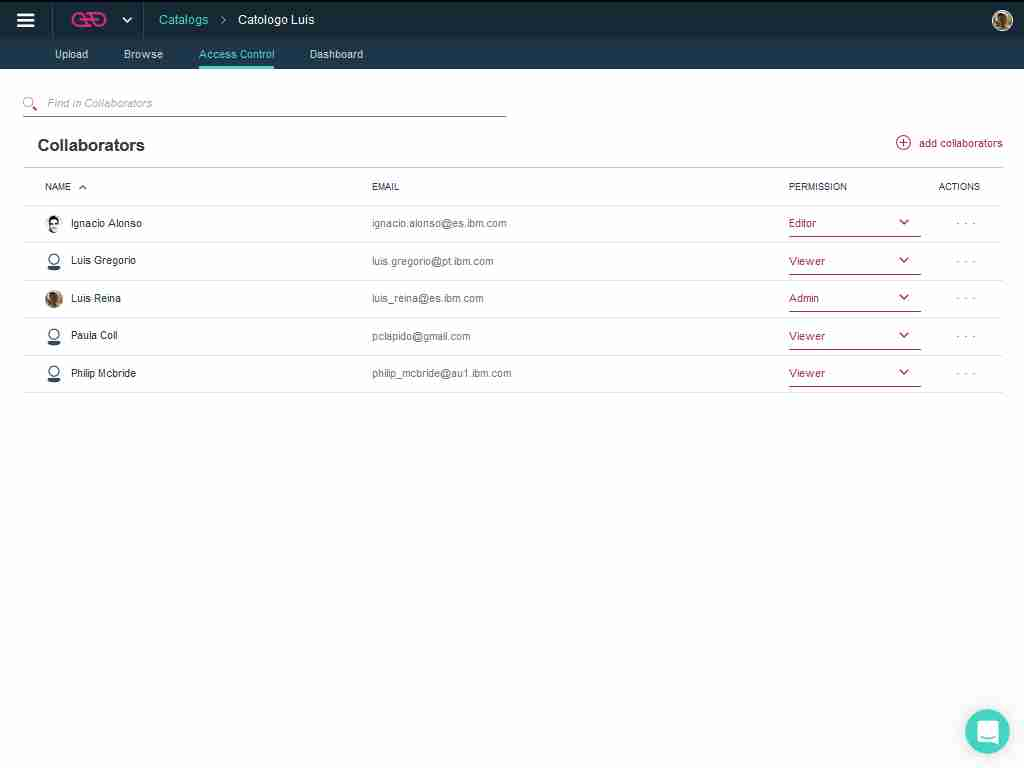 Catalogs > Catologo Luis
Upload Browse Access Control Dashboard
Find in Collaborators
Collaborators
add collaborators
NAME EMAIL PERMISSION ACTIONS
Ignacio Alonso ignacio.alonso@es.ibm.com Editor
Luis Gregorio luis.gregorio@pt.ibm.com Viewer
Luis Reina luis_reina@es.ibm.com Admin
Paula Coll pclapido@gmail.com Viewer
Philip Mcbride philip_mcbride@au1.ibm.com Viewer